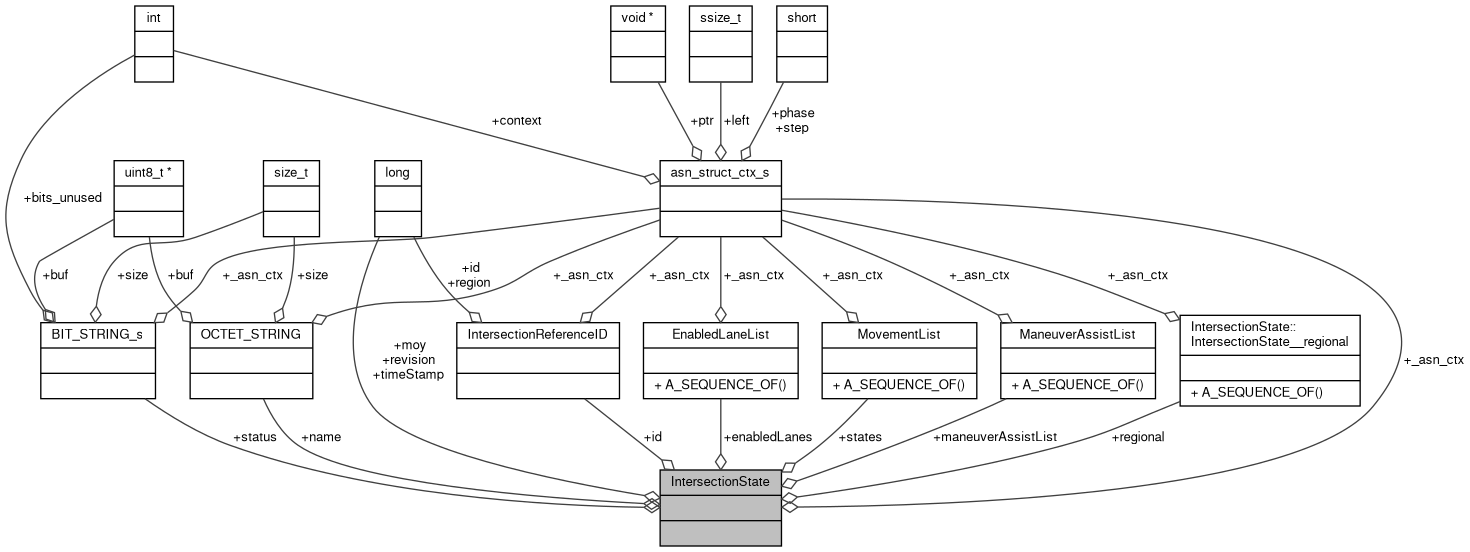 int
void *
ssize_t
short
+context
+ptr
+left
+phase
+step
uint8_t *
size_t
long
asn_struct_ctx_s
+bits_unused
+buf
+size
+buf
+size
+_asn_ctx
+id
+region
+_asn_ctx
+_asn_ctx
+_asn_ctx
+_asn_ctx
+_asn_ctx
+_asn_ctx
BIT_STRING_s
OCTET_STRING
+moy
+revision
+timeStamp
IntersectionReferenceID
EnabledLaneList
+ A_SEQUENCE_OF()
MovementList
+ A_SEQUENCE_OF()
ManeuverAssistList
+ A_SEQUENCE_OF()
IntersectionState::
IntersectionState__regional
+ A_SEQUENCE_OF()
+_asn_ctx
+status
+name
+id
+enabledLanes
+states
+maneuverAssistList
+regional
IntersectionState